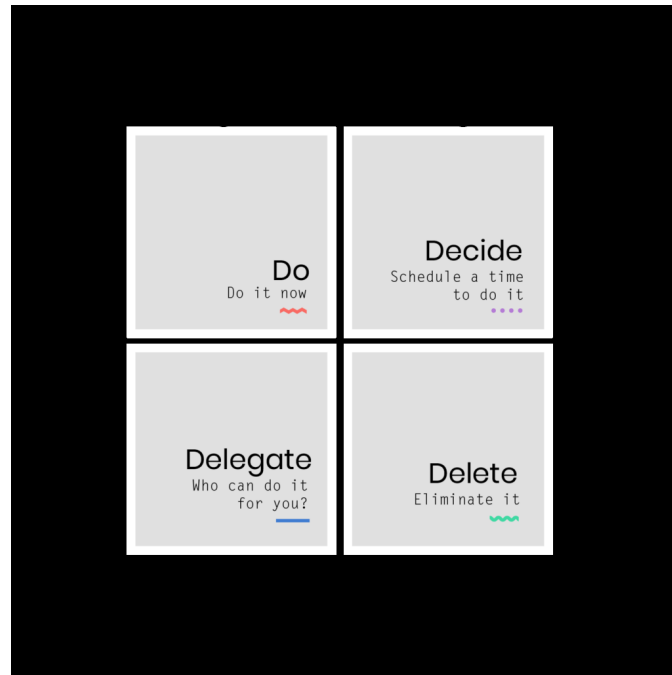 Do
Do it now
Decide
Schedule a time
to do it
Delegate
Who can do it
for you?
Delete
Eliminate it